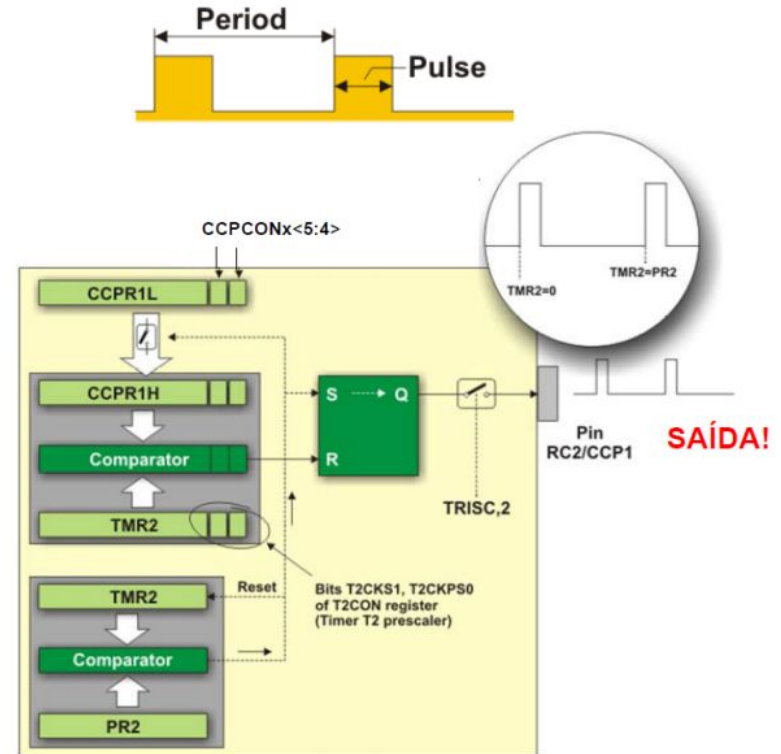 Period
Pulse
CCPCONx<5:4>
TMR2=0
TMR2=PR2
CCPR1L
CCPR1H
Comparator
TMR2
S
Q
R
TRISC,2
Pin
RC2/CCP1
SAÍDA!
Bits T2CKS1, T2CKPS0
of T2CON register
(Timer T2 prescaler)
Reset
TMR2
Comparator
PR2